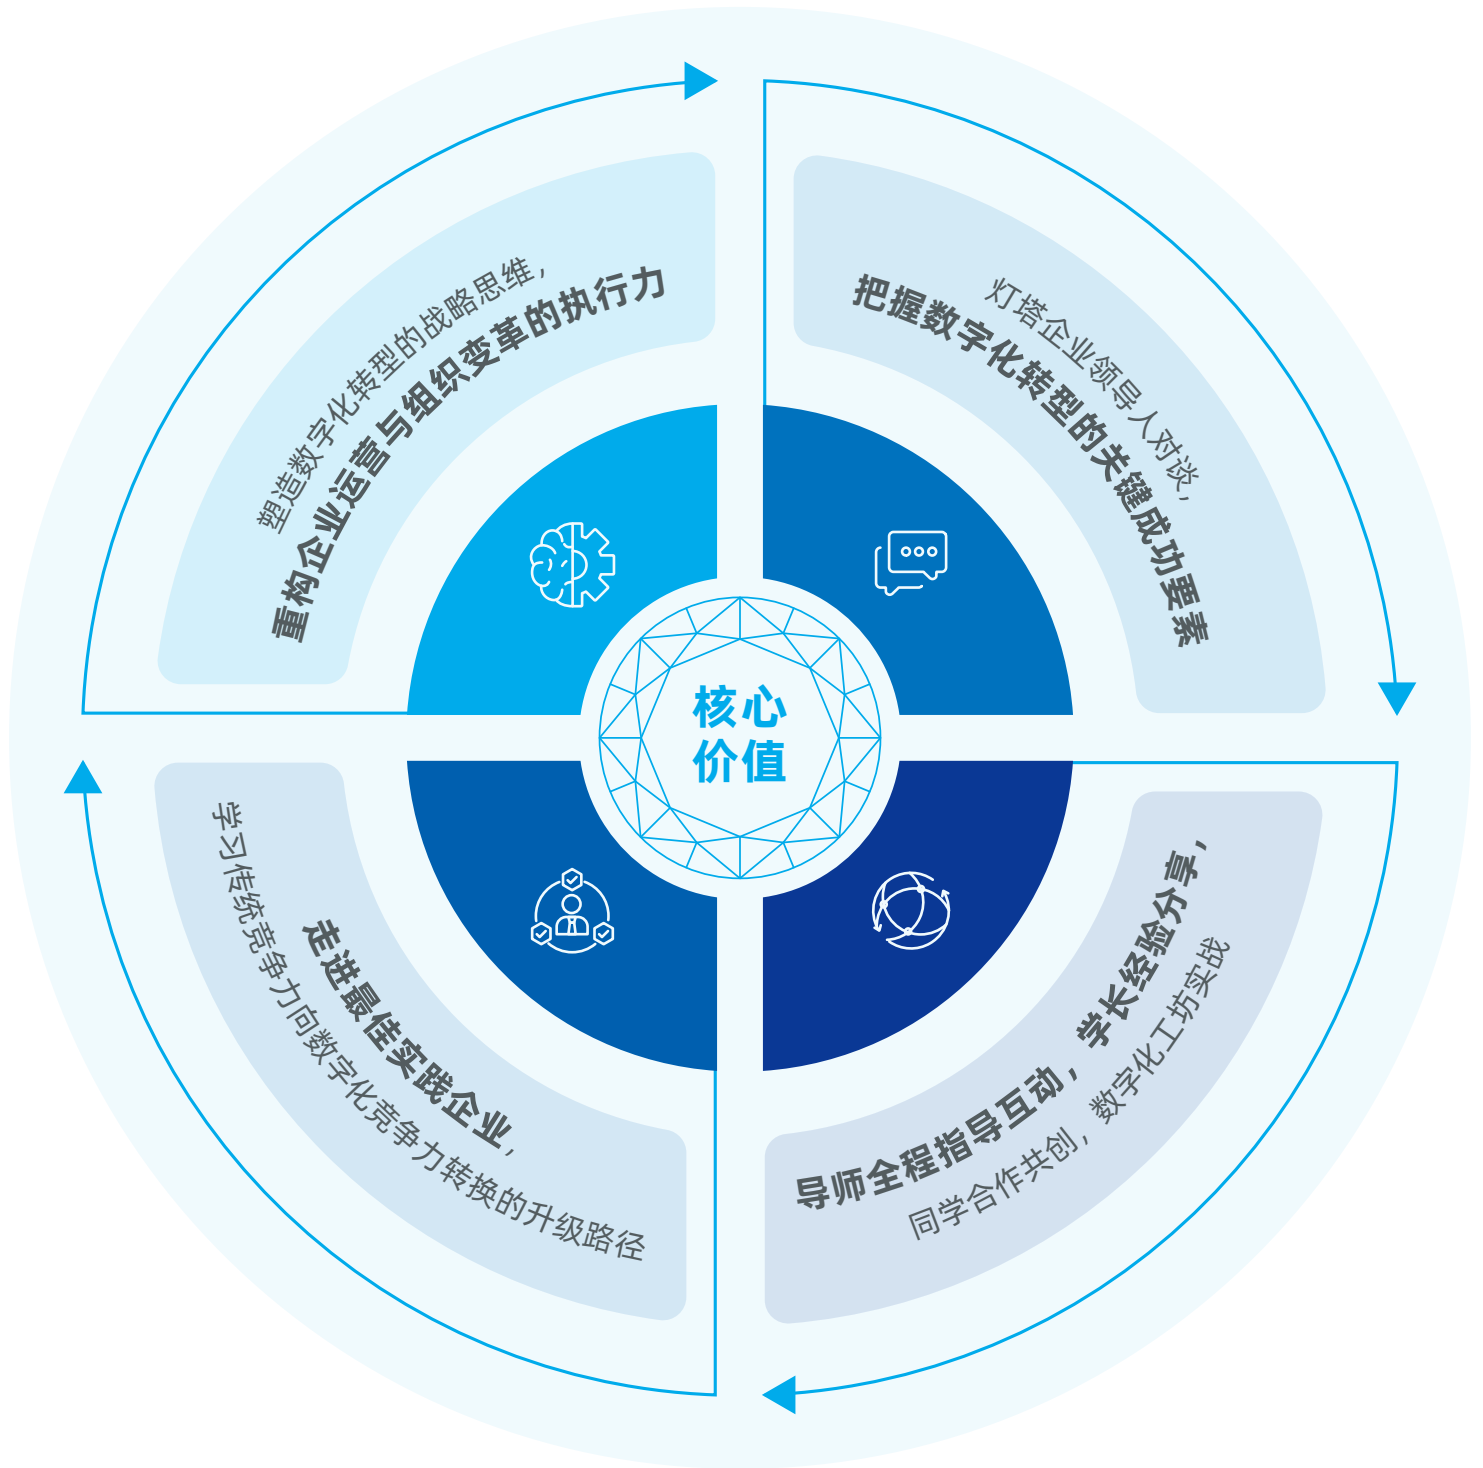 塑造数字化转型的战略思维，
重构企业运营与组织变革的执行力
灯塔企业领导人对谈，
把握数字化转型的关键成功要素
核心
价值
走进最佳实践企业，
学习传统竞争力向数字化竞争力转换的升级路径
导师全程指导互动，学长经验分享，
同学合作共创，数字化工坊实战